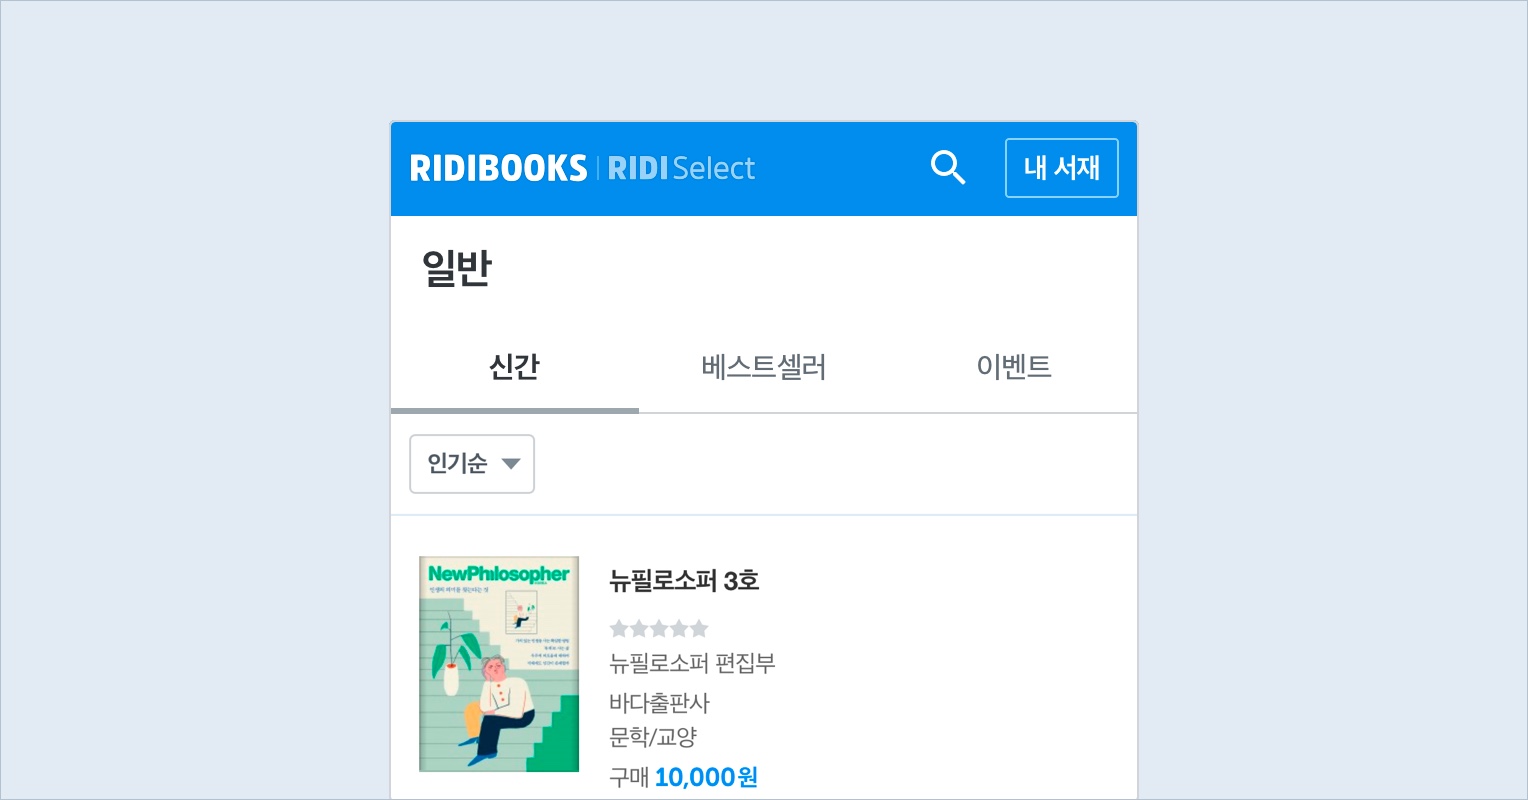 RIDIBOOKS | RIDI Select
내 서재
일반
신간 베스트셀러 이벤트
인기순
NewPhilosopher
뉴필로소퍼 3호
뉴필로소퍼 편집부
바다출판사
문학/교양
구매 10,000원